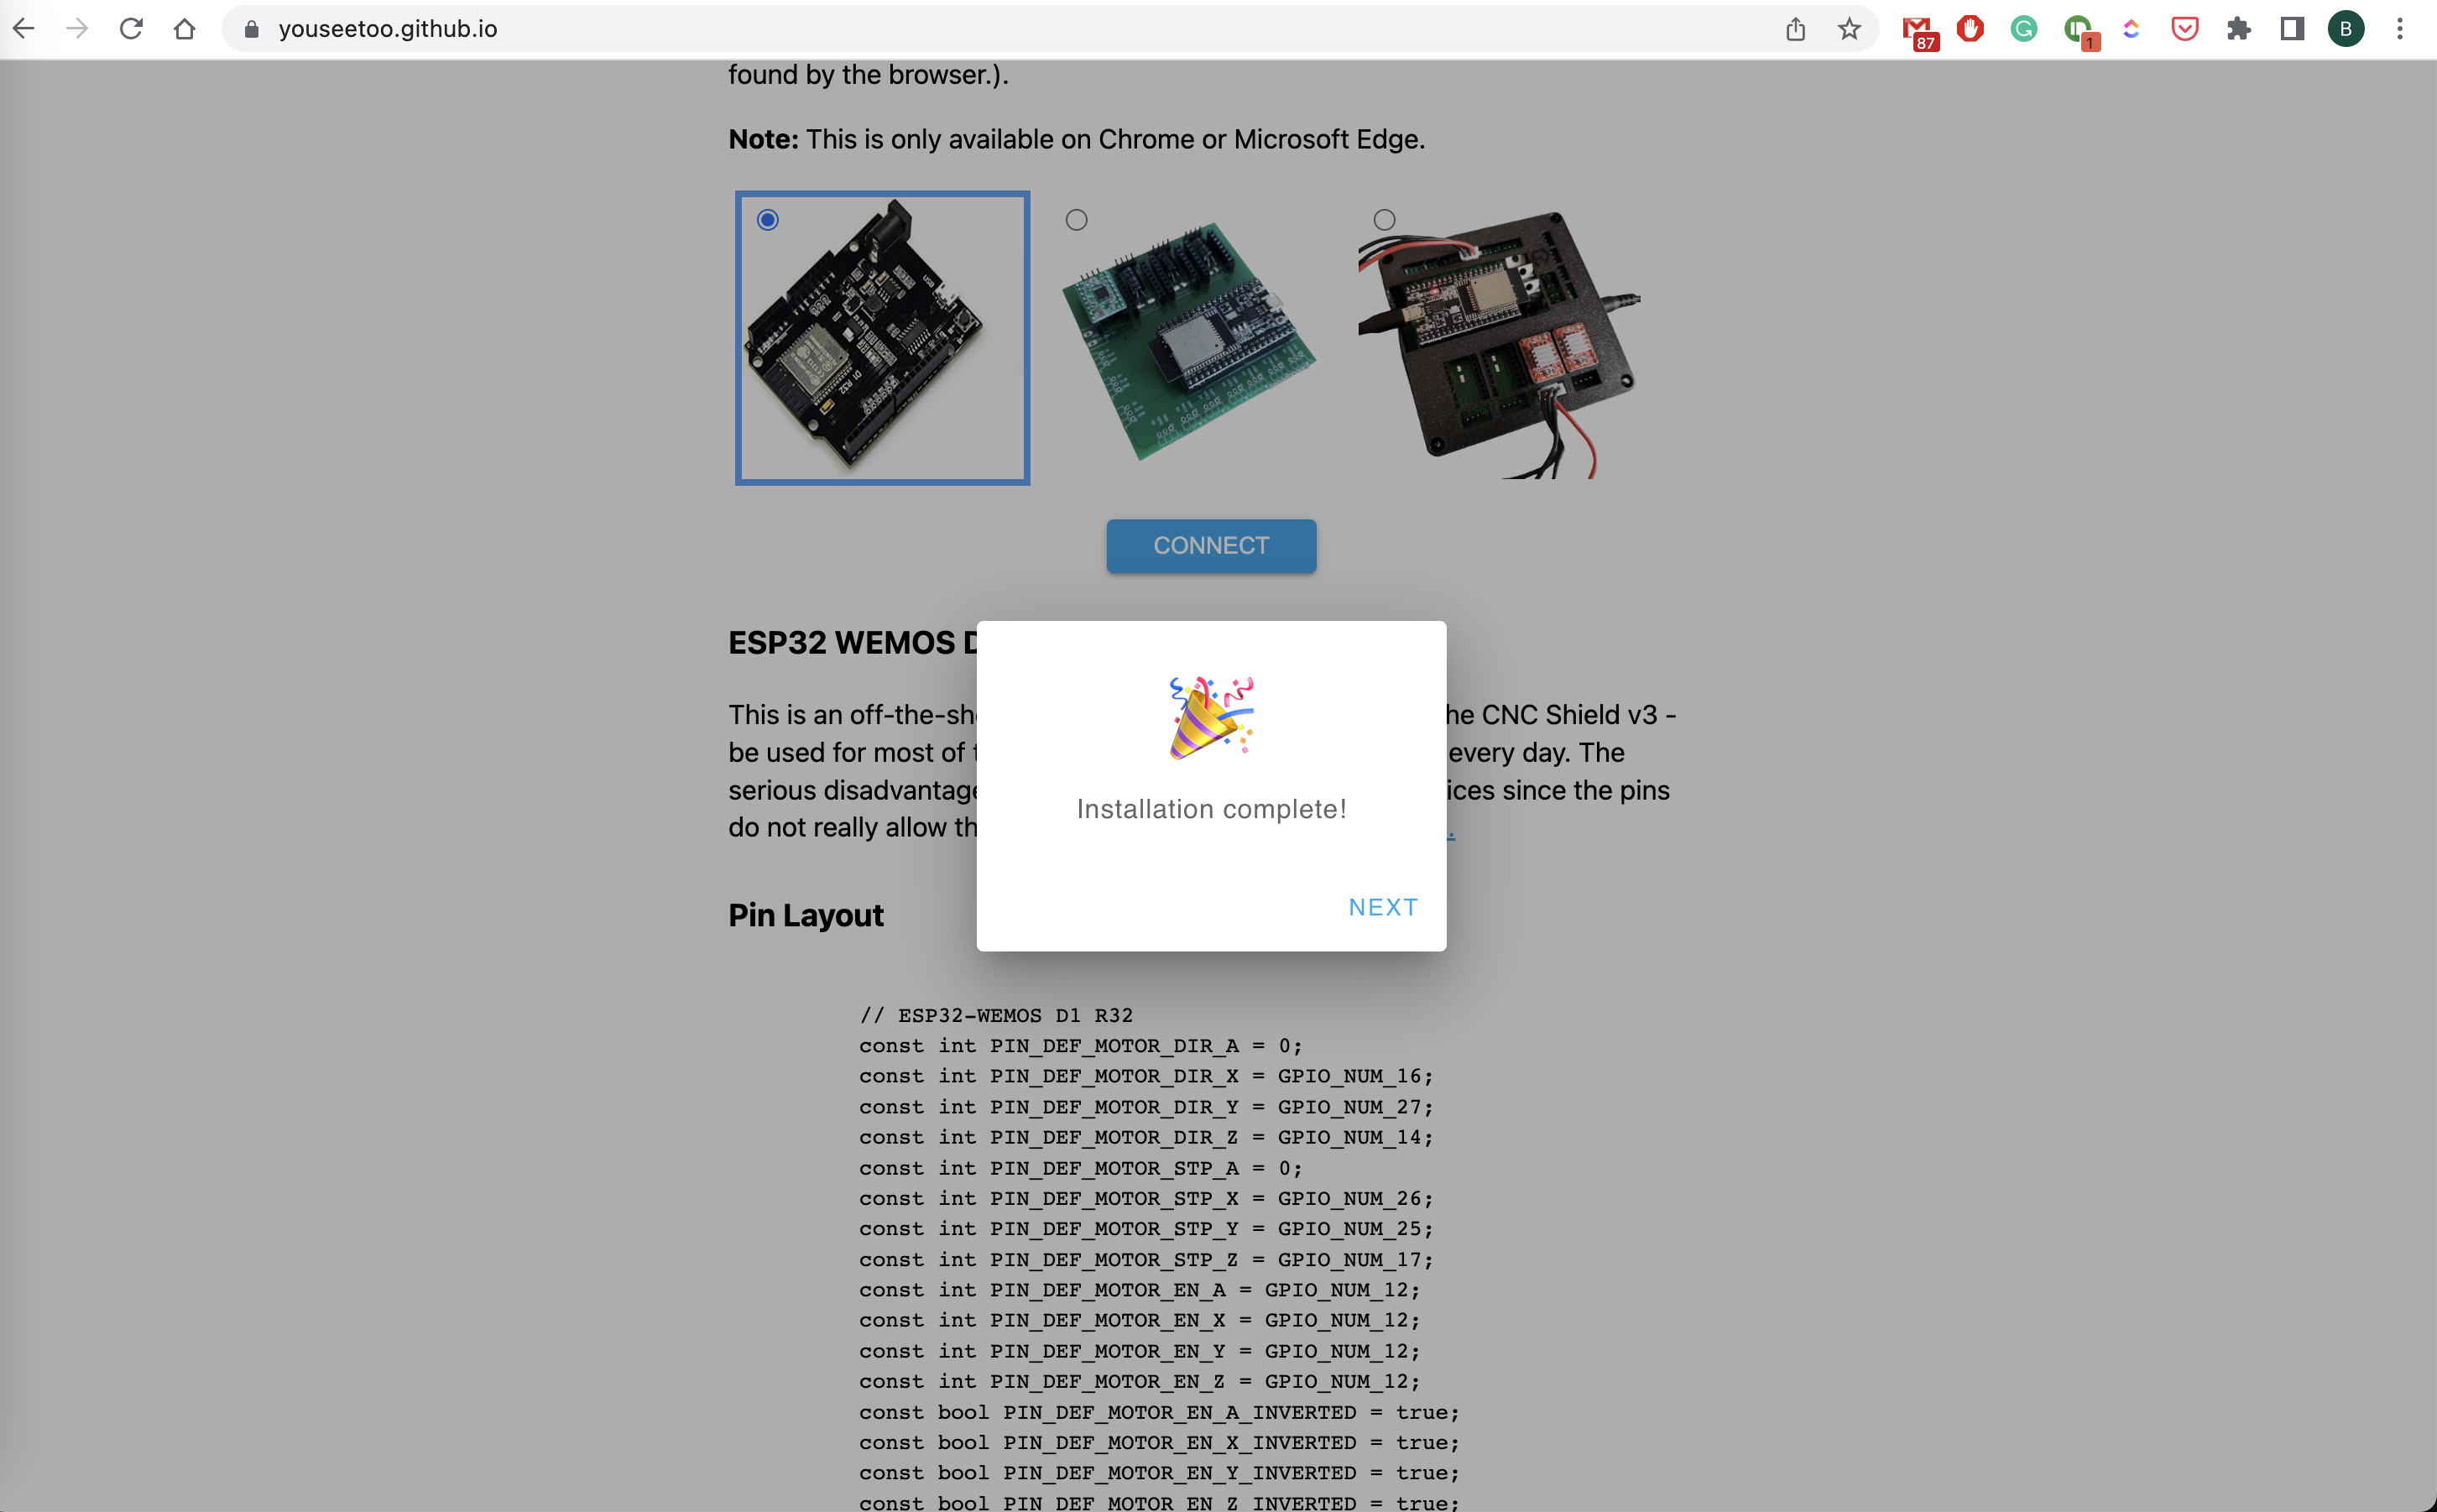 youseetoo.github.io
87
1
B
found by the browser.).
Note: This is only available on Chrome or Microsoft Edge.
D1 R32
USB
CONNECT
ESP32 WEMOS D
This is an off-the-sh he CNC Shield v3 -
be used for most of every day. The
serious disadvantage ices since the pins
do not really allow th
Installation complete!
NEXT
Pin Layout
// ESP32-WEMOS D1 R32
const int PIN_DEF_MOTOR_DIR_A = 0;
const int PIN_DEF_MOTOR_DIR_X = GPIO_NUM_16;
const int PIN_DEF_MOTOR_DIR_Y = GPIO_NUM_27;
const int PIN_DEF_MOTOR_DIR_Z = GPIO_NUM_14;
const int PIN_DEF_MOTOR_STP_A = 0;
const int PIN_DEF_MOTOR_STP_X = GPIO_NUM_26;
const int PIN_DEF_MOTOR_STP_Y = GPIO_NUM_25;
const int PIN_DEF_MOTOR_STP_Z = GPIO_NUM_17;
const int PIN_DEF_MOTOR_EN_A = GPIO_NUM_12;
const int PIN_DEF_MOTOR_EN_X = GPIO_NUM_12;
const int PIN_DEF_MOTOR_EN_Y = GPIO_NUM_12;
const int PIN_DEF_MOTOR_EN_Z = GPIO_NUM_12;
const bool PIN_DEF_MOTOR_EN_A_INVERTED = true;
const bool PIN_DEF_MOTOR_EN_X_INVERTED = true;
const bool PIN_DEF_MOTOR_EN_Y_INVERTED = true;
const bool PIN_DEF_MOTOR_EN_Z_INVERTED = true;